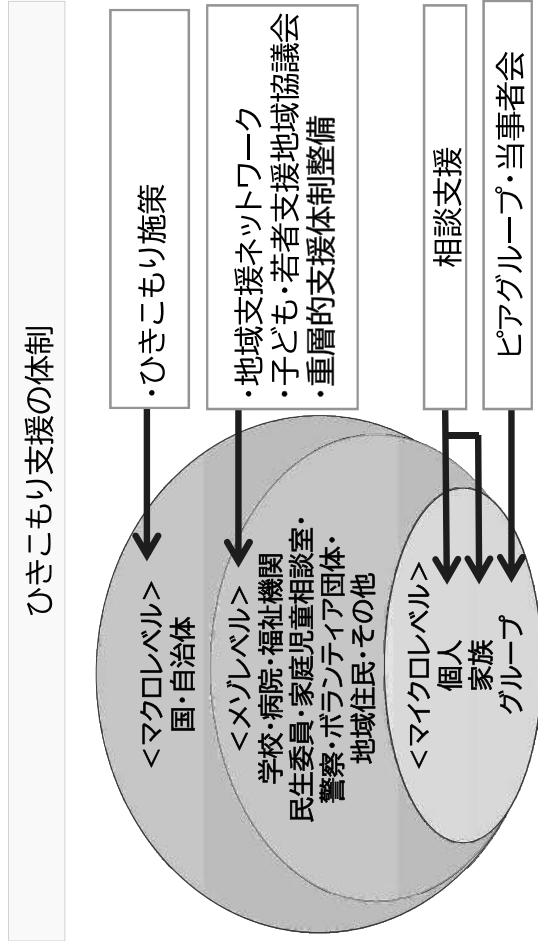 ひきこもり支援の体制
<マクロレベル>
国・自治体
<メゾレベル>
学校・病院・福祉機関
民生委員・家庭児童相談室・
警察・ボランティア団体・
地域住民・その他
<マイクロレベル>
個人
家族
グループ
・ひきこもり施策
・地域支援ネットワーク
・子ども・若者支援地域協議会
・重層的支援体制整備
相談支援
ピアグループ・当事者会